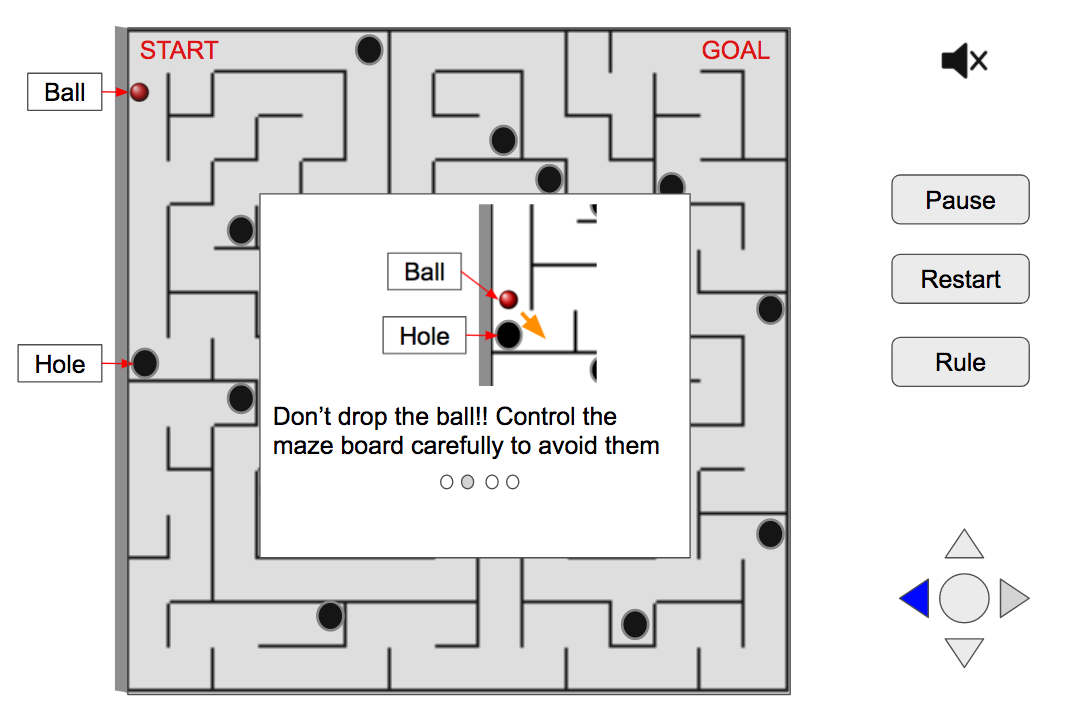 START
GOAL
Ball
Pause
Ball
Restart
Hole
Hole
Rule
Don’t drop the ball!! Control the
maze board carefully to avoid them